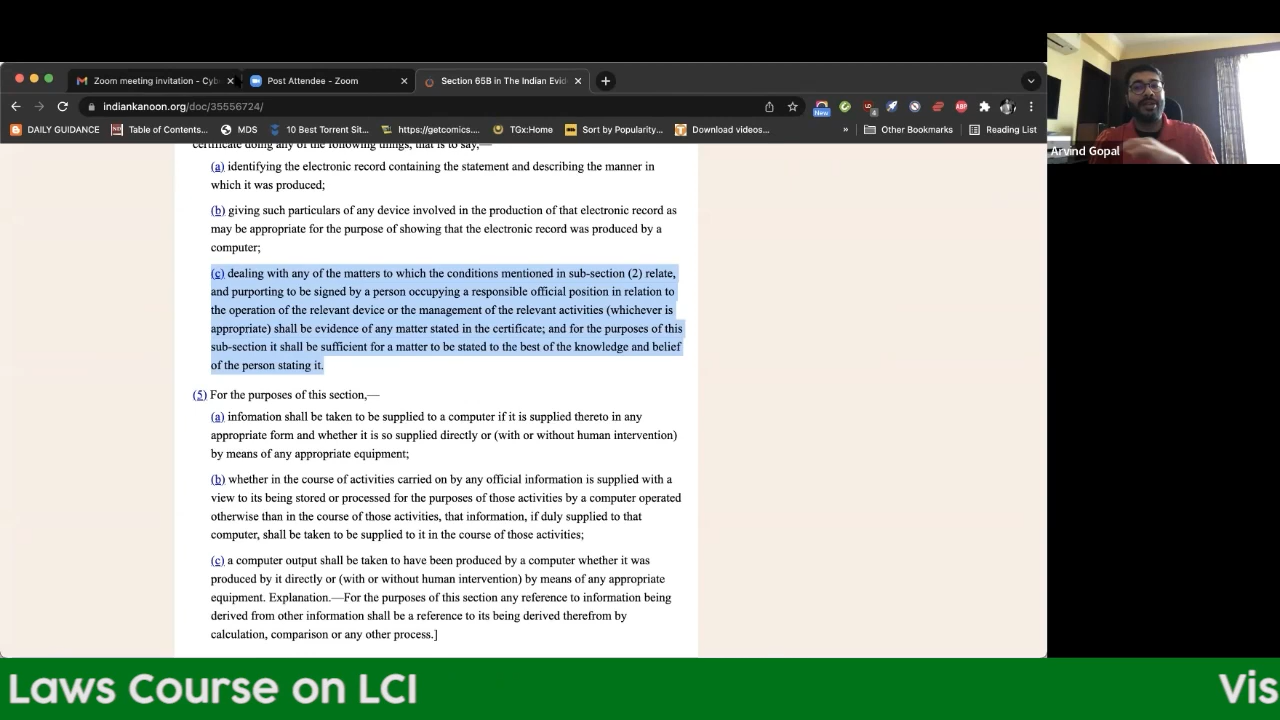 Zoom meeting invitation - Cyb
Post Attendee - Zoom
Section 65B in The Indian Evid
indiankanoon.org/doc/35556724/
New
4
ABP
DAILY GUIDANCE
Table of Contents...
MDS
10 Best Torrent Sit...
https://getcomics....
TGx:Home
Sort by Popularity...
Download videos...
»
Other Bookmarks
Reading List
Arvind Gopal
certificate doing any of the following things, that is to say,—
(a) identifying the electronic record containing the statement and describing the manner in
which it was produced;
(b) giving such particulars of any device involved in the production of that electronic record as
may be appropriate for the purpose of showing that the electronic record was produced by a
computer;
(c) dealing with any of the matters to which the conditions mentioned in sub-section (2) relate,
and purporting to be signed by a person occupying a responsible official position in relation to
the operation of the relevant device or the management of the relevant activities (whichever is
appropriate) shall be evidence of any matter stated in the certificate; and for the purposes of this
sub-section it shall be sufficient for a matter to be stated to the best of the knowledge and belief
of the person stating it.
(5) For the purposes of this section,—
(a) infomation shall be taken to be supplied to a computer if it is supplied thereto in any
appropriate form and whether it is so supplied directly or (with or without human intervention)
by means of any appropriate equipment;
(b) whether in the course of activities carried on by any official information is supplied with a
view to its being stored or processed for the purposes of those activities by a computer operated
otherwise than in the course of those activities, that information, if duly supplied to that
computer, shall be taken to be supplied to it in the course of those activities;
(c) a computer output shall be taken to have been produced by a computer whether it was
produced by it directly or (with or without human intervention) by means of any appropriate
equipment. Explanation.—For the purposes of this section any reference to information being
derived from other information shall be a reference to its being derived therefrom by
calculation, comparison or any other process.]
Laws Course on LCI
Vis